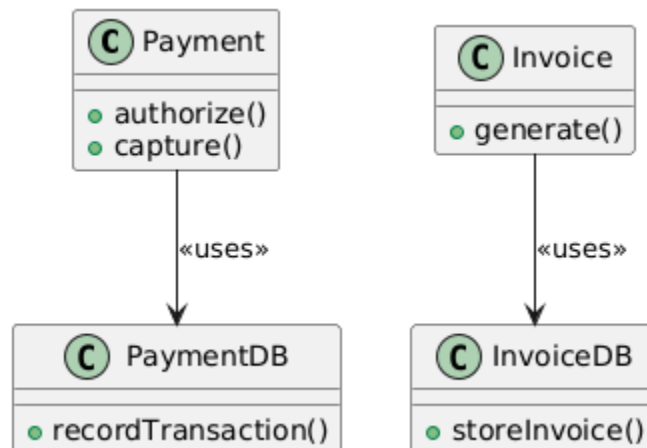 C Payment
authorize()
capture()
C Invoice
generate()
«uses»
«uses»
C PaymentDB
recordTransaction()
C InvoiceDB
storeInvoice()